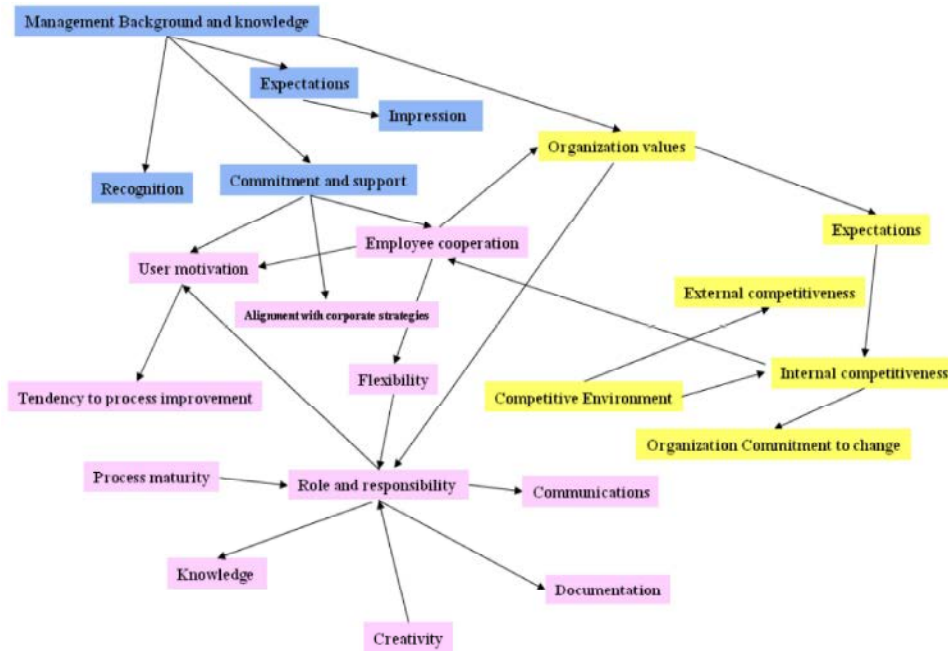 Management Background and knowledge
Expectations
Impression
Organization values
Recognition
Commitment and support
Expectations
Employee cooperation
User motivation
External competitiveness
Alignment with corporate strategies
Flexibility
Internal competitiveness
Tendency to process improvement
Competitive Environment
Organization Commitment to change
Process maturity
Role and responsibility
Communications
Knowledge
Documentation
Creativity